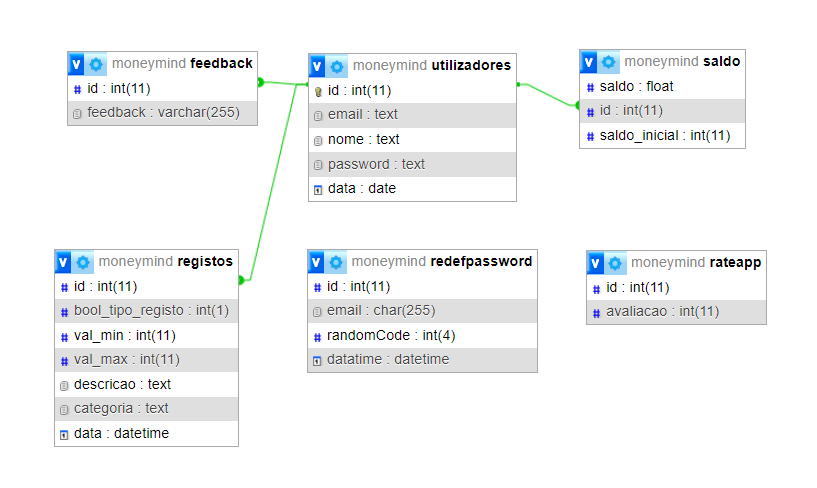 V moneymind feedback
id : int(11)
feedback : varchar(255)
V moneymind utilizadores
id : int(11)
email : text
nome : text
password : text
data : date
V moneymind saldo
saldo : float
id : int(11)
saldo_inicial : int(11)
V moneymind registos
id : int(11)
bool_tipo_registo : int(1)
val_min : int(11)
val_max : int(11)
descricao : text
categoria : text
data : datetime
V moneymind redefpassword
id : int(11)
email : char(255)
randomCode : int(4)
datatime : datetime
V moneymind rateapp
id : int(11)
avaliacao : int(11)